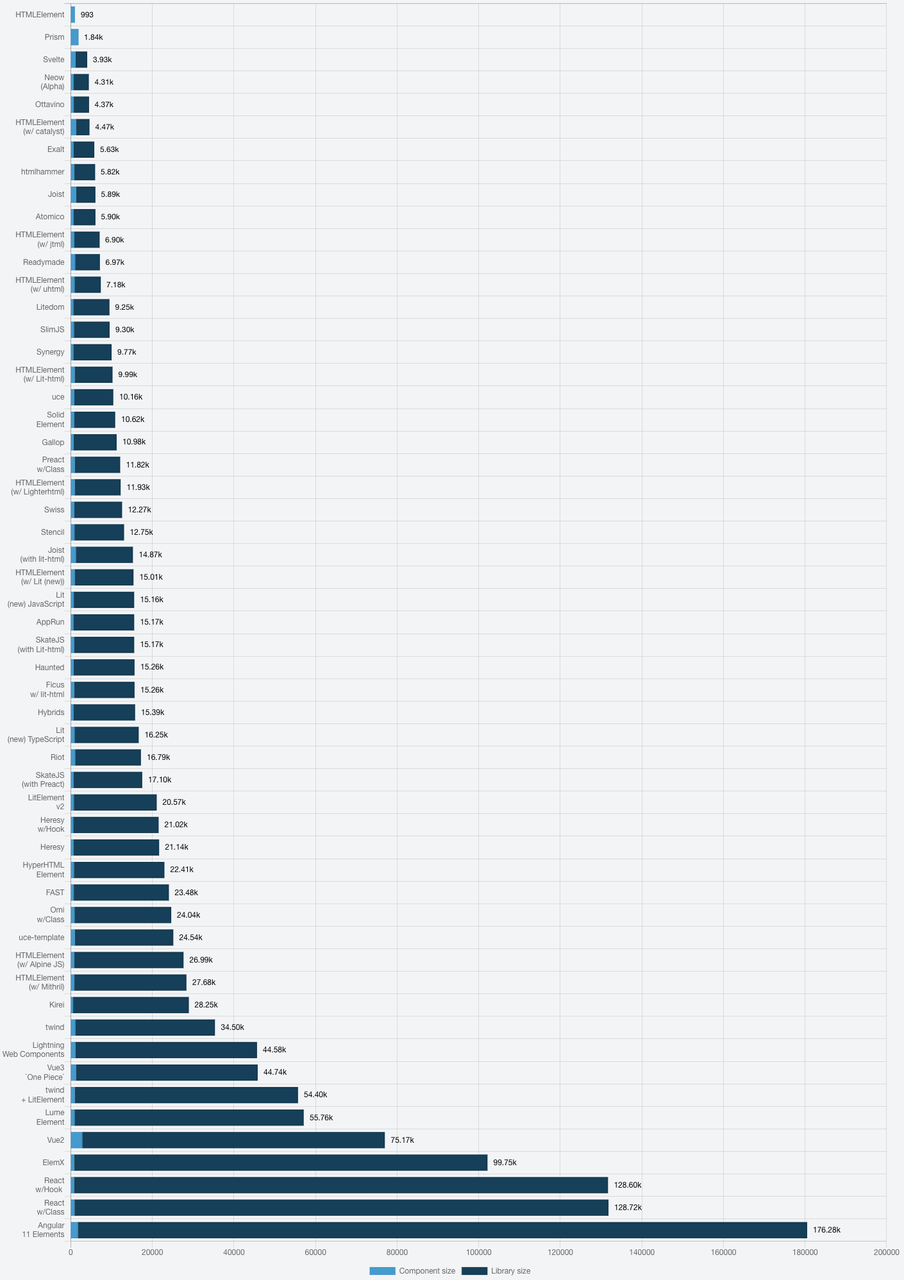 HTMLElement 993
Prism 1.84k
Svelte 3.93k
Neow
(Alpha) 4.31k
Ottavino 4.37k
HTMLElement
(w/ catalyst) 4.47k
Exalt 5.63k
htmlhammer 5.82k
Joist 5.89k
Atomico 5.90k
HTMLElement
(w/ jtml) 6.90k
Readymade 6.97k
HTMLElement
(w/ uhtml) 7.18k
Litedom 9.25k
SlimJS 9.30k
Synergy 9.77k
HTMLElement
(w/ Lit-html) 9.99k
uce 10.16k
Solid
Element 10.62k
Gallop 10.98k
Preact
w/Class 11.82k
HTMLElement
(w/ Lighterhtml) 11.93k
Swiss 12.27k
Stencil 12.75k
Joist
(with lit-html) 14.87k
HTMLElement
(w/ Lit (new)) 15.01k
Lit
(new) JavaScript 15.16k
AppRun 15.17k
SkateJS
(with Lit-html) 15.17k
Haunted 15.26k
Ficus
w/ lit-html 15.26k
Hybrids 15.39k
Lit
(new) TypeScript 16.25k
Riot 16.79k
SkateJS
(with Preact) 17.10k
LitElement
v2 20.57k
Heresy
w/Hook 21.02k
Heresy 21.14k
HyperHTML
Element 22.41k
FAST 23.48k
Omi
w/Class 24.04k
uce-template 24.54k
HTMLElement
(w/ Alpine JS) 26.99k
HTMLElement
(w/ Mithril) 27.68k
Kirei 28.25k
twind 34.50k
Lightning
Web Components 44.58k
Vue3
`One Piece` 44.74k
twind
+ LitElement 54.40k
Lume
Element 55.76k
Vue2 75.17k
ElemX 99.75k
React
w/Hook 128.60k
React
w/Class 128.72k
Angular
11 Elements 176.28k
0 20000 40000 60000 80000 100000 120000 140000 160000 180000 200000
Component size Library size